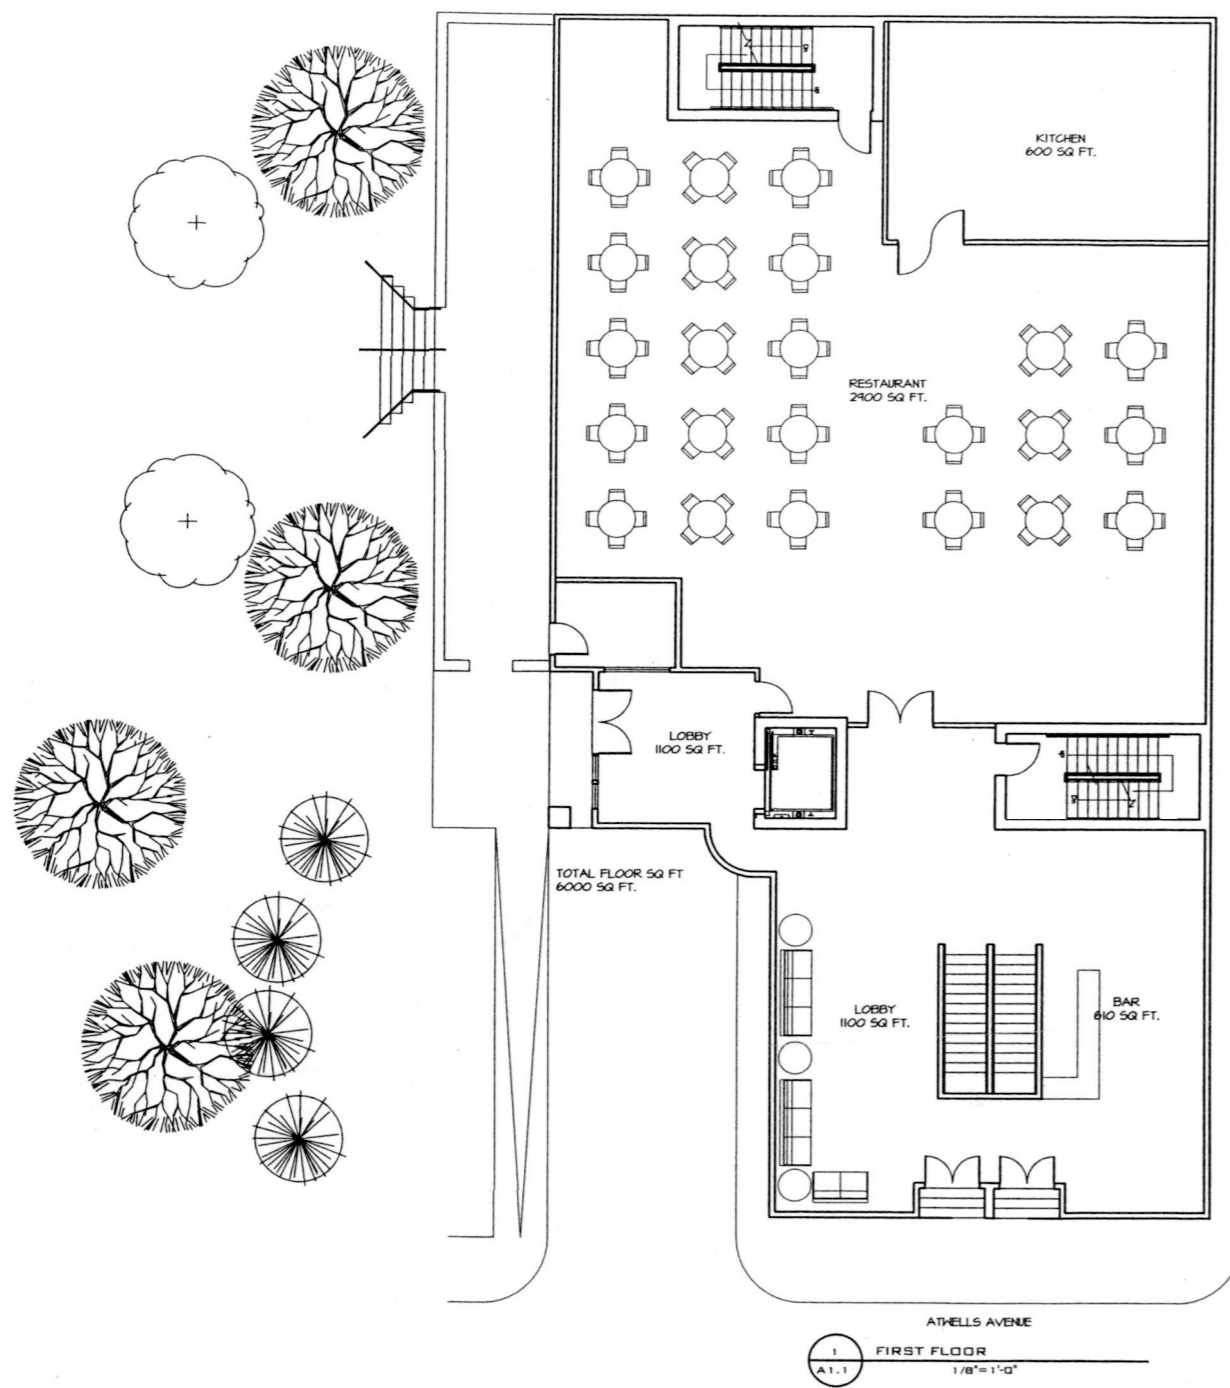 KITCHEN
600 SQ FT.
RESTAURANT
2900 SQ FT.
LOBBY
1100 SQ FT.
TOTAL FLOOR SQ FT
6000 SQ FT.
LOBBY
1100 SQ FT.
BAR
610 SQ FT.
ATWELLS AVENUE
1
A1.1
FIRST FLOOR
1/8"=1'-0"